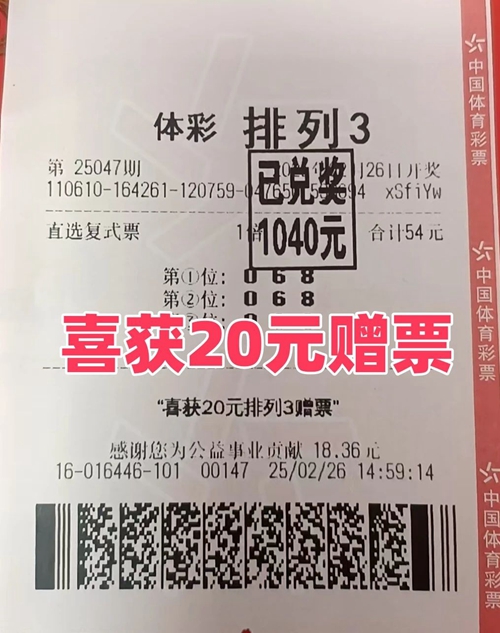 体彩 排列3
第 25047期
26日开奖
已兑奖
110610-164261-120759-
xSfiYw
1040元
直选复式票
合计54元
第①位: 0 6 8
第②位: 0 6 8
喜获20元赠票
"喜获20元排列3赠票"
感谢您为公益事业贡献 18.36元
16-016446-101 00147 25/02/26 14:59:14
中国体育彩票
中国体育彩票
中国体育彩票